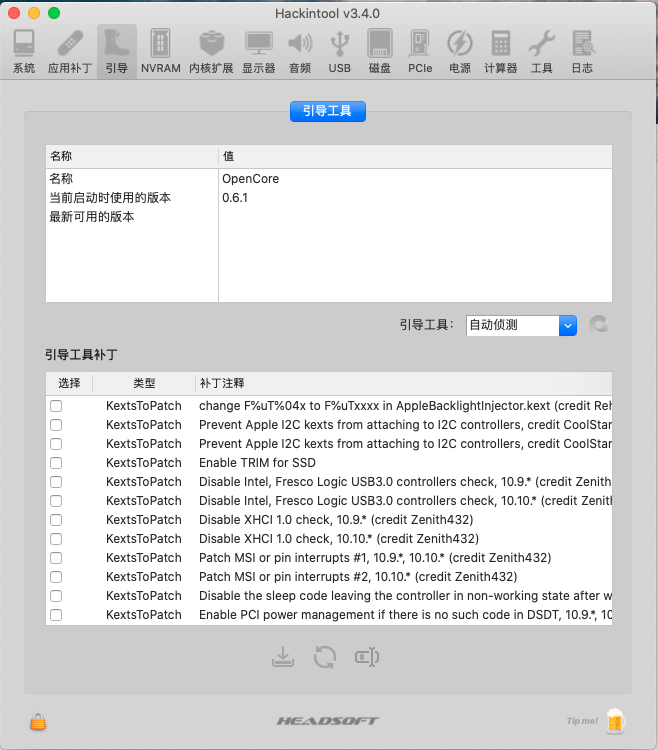 Hackintool v3.4.0
系统 应用补丁 引导 NVRAM 内核扩展 显示器 音频 USB 磁盘 PCIe 电源 计算器 工具 日志
引导工具
名称 值
名称 OpenCore
当前启动时使用的版本 0.6.1
最新可用的版本
引导工具: 自动侦测
引导工具补丁
选择 类型 补丁注释
KextsToPatch change F%uT%04x to F%uTxxxx in AppleBacklightInjector.kext (credit Reh
KextsToPatch Prevent Apple I2C kexts from attaching to I2C controllers, credit CoolStar
KextsToPatch Prevent Apple I2C kexts from attaching to I2C controllers, credit CoolStar
KextsToPatch Enable TRIM for SSD
KextsToPatch Disable Intel, Fresco Logic USB3.0 controllers check, 10.9.* (credit Zenith
KextsToPatch Disable Intel, Fresco Logic USB3.0 controllers check, 10.10.* (credit Zenith
KextsToPatch Disable XHCI 1.0 check, 10.9.* (credit Zenith432)
KextsToPatch Disable XHCI 1.0 check, 10.10.* (credit Zenith432)
KextsToPatch Patch MSI or pin interrupts #1, 10.9.*, 10.10.* (credit Zenith432)
KextsToPatch Patch MSI or pin interrupts #2, 10.10.* (credit Zenith432)
KextsToPatch Disable the sleep code leaving the controller in non-working state after w
KextsToPatch Enable PCI power management if there is no such code in DSDT, 10.9.*, 10
HEADSOFT
Tip me!